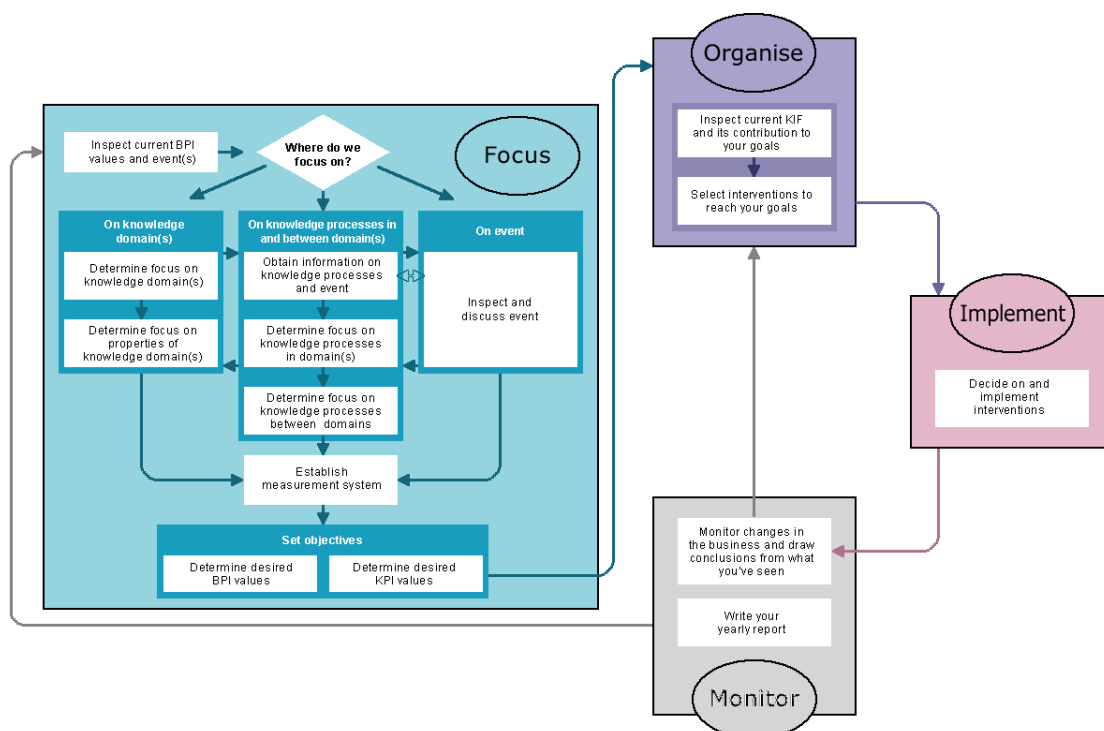 Organise
Inspect current KIF
and its contribution to
your goals
Select interventions to
reach your goals
Inspect current BPI
values and event(s)
Where do we
focus on?
Focus
On knowledge
domain(s)
Determine focus on
knowledge domain(s)
Determine focus on
properties of
knowledge domain(s)
On knowledge processes
in and between domain(s)
Obtain information on
knowledge processes
and event
Determine focus on
knowledge processes
in domain(s)
Determine focus on
knowledge processes
between domains
On event
Inspect and
discuss event
Establish
measurement system
Set objectives
Determine desired
BPI values
Determine desired
KPI values
Implement
Decide on and
implement
interventions
Monitor changes in
the business and draw
conclusions from what
you've seen
Write your
yearly report
Monitor